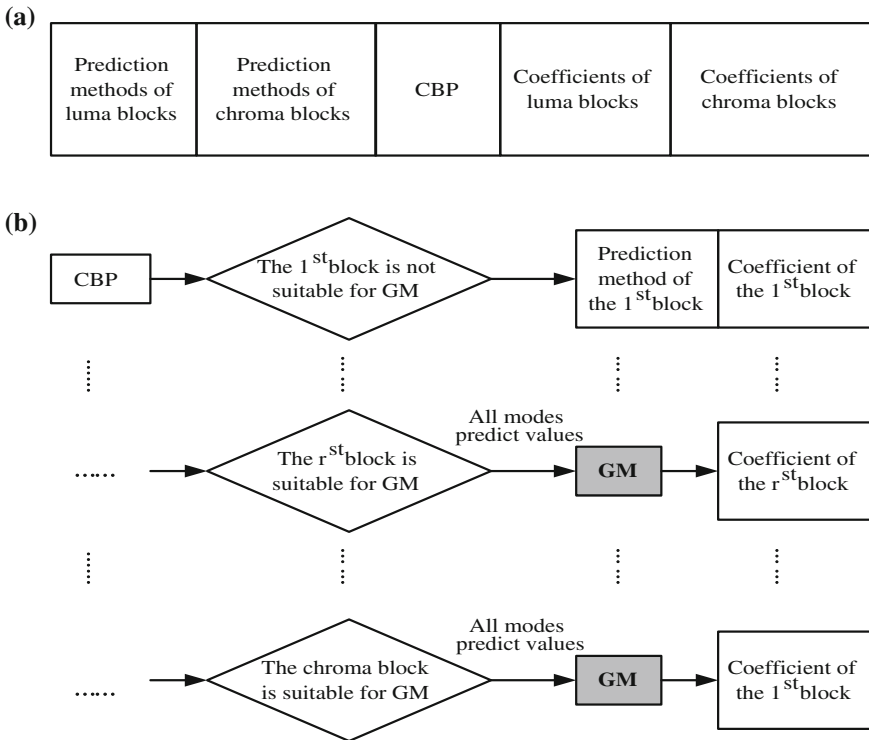 (a)
Prediction
methods of
luma blocks
Prediction
methods of
chroma blocks
CBP
Coefficients of
luma blocks
Coefficients of
chroma blocks
(b)
CBP
The 1st block is not
suitable for GM
Prediction
method of
the 1st block
Coefficient of
the 1st block
......
The rst block is
suitable for GM
All modes
predict values
GM
Coefficient of
the rst block
......
The chroma block
is suitable for GM
All modes
predict values
GM
Coefficient of
the 1st block